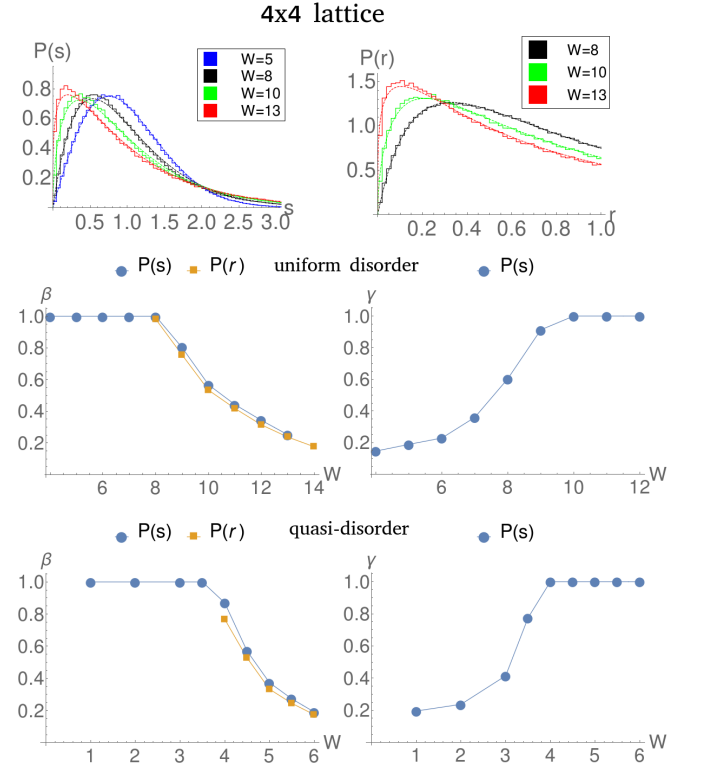 4x4 lattice
P(s)
W=5
W=8
W=10
W=13
0.8
0.6
0.4
0.2
0.5 1.0 1.5 2.0 2.5 3.0 s
P(r)
W=8
W=10
W=13
1.5
1.0
0.5
0.2 0.4 0.6 0.8 1.0 r
P(s) P(r) uniform disorder P(s)
β
1.0
0.8
0.6
0.4
0.2
6 8 10 12 14 W
γ
1.0
0.8
0.6
0.4
0.2
6 8 10 12 W
P(s) P(r) quasi-disorder P(s)
β
1.0
0.8
0.6
0.4
0.2
1 2 3 4 5 6 W
γ
1.0
0.8
0.6
0.4
0.2
1 2 3 4 5 6 W